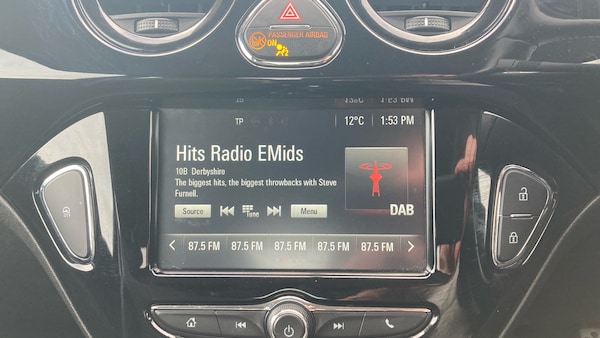 PASSENGER AIRBAG
ON
TP 12°C 1:53 PM
Hits Radio EMids
10B Derbyshire
The biggest hits, the biggest throwbacks with Steve
Furnell.
Source Tune Menu
DAB
87.5 FM 87.5 FM 87.5 FM 87.5 FM 87.5 FM